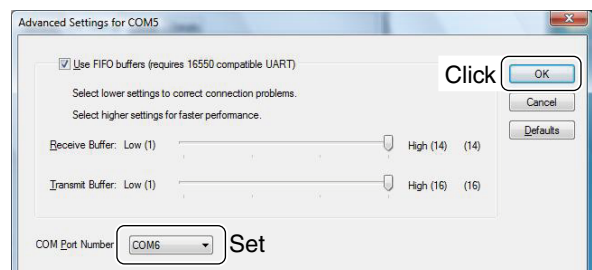 Advanced Settings for COM5
Use FIFO buffers (requires 16550 compatible UART)
Click
OK
Select lower settings to correct connection problems.
Cancel
Select higher settings for faster performance.
Defaults
Receive Buffer: Low (1) High (14) (14)
Transmit Buffer: Low (1) High (16) (16)
COM Port Number COM6 Set